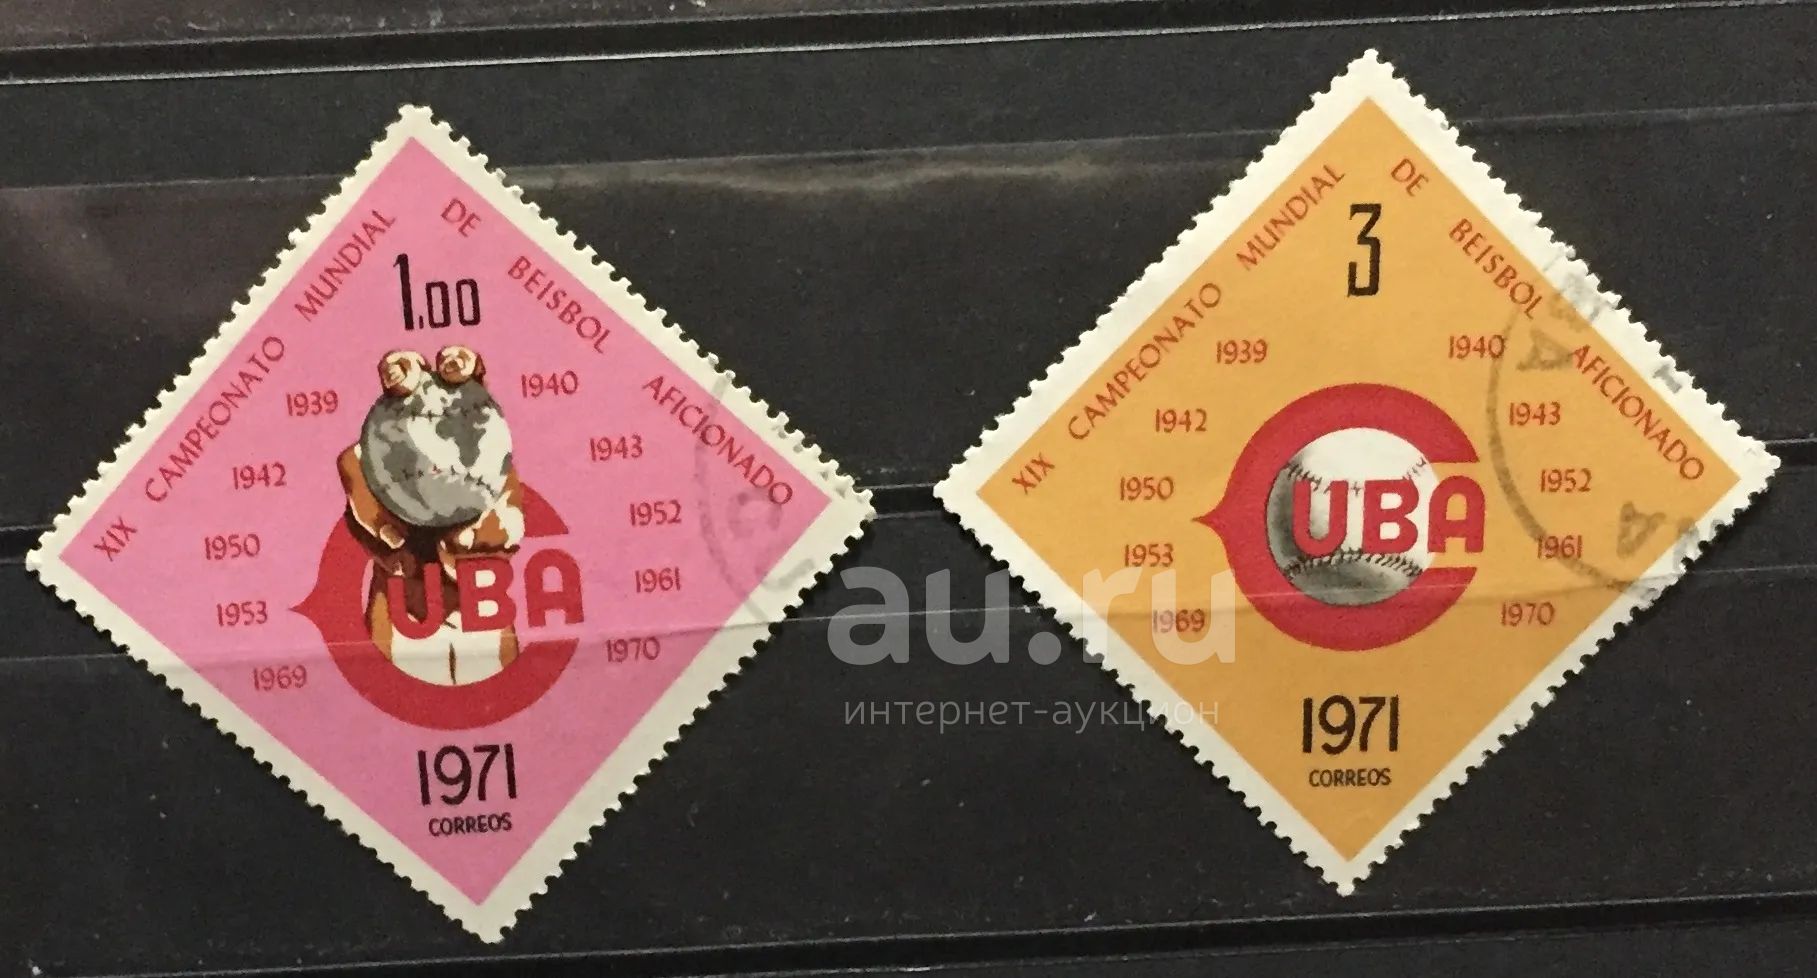 XIX CAMPEONATO MUNDIAL DE BEISBOL AFICIONADO
1.00
1939 1940
1942 1943
1950 1952
1953 1961
1969 1970
CUBA
1971
CORREOS
XIX CAMPEONATO MUNDIAL DE BEISBOL AFICIONADO
3
1939 1940
1942 1943
1950 1952
1953 1961
1969 1970
CUBA
1971
CORREOS
au.ru
интернет-аукцион